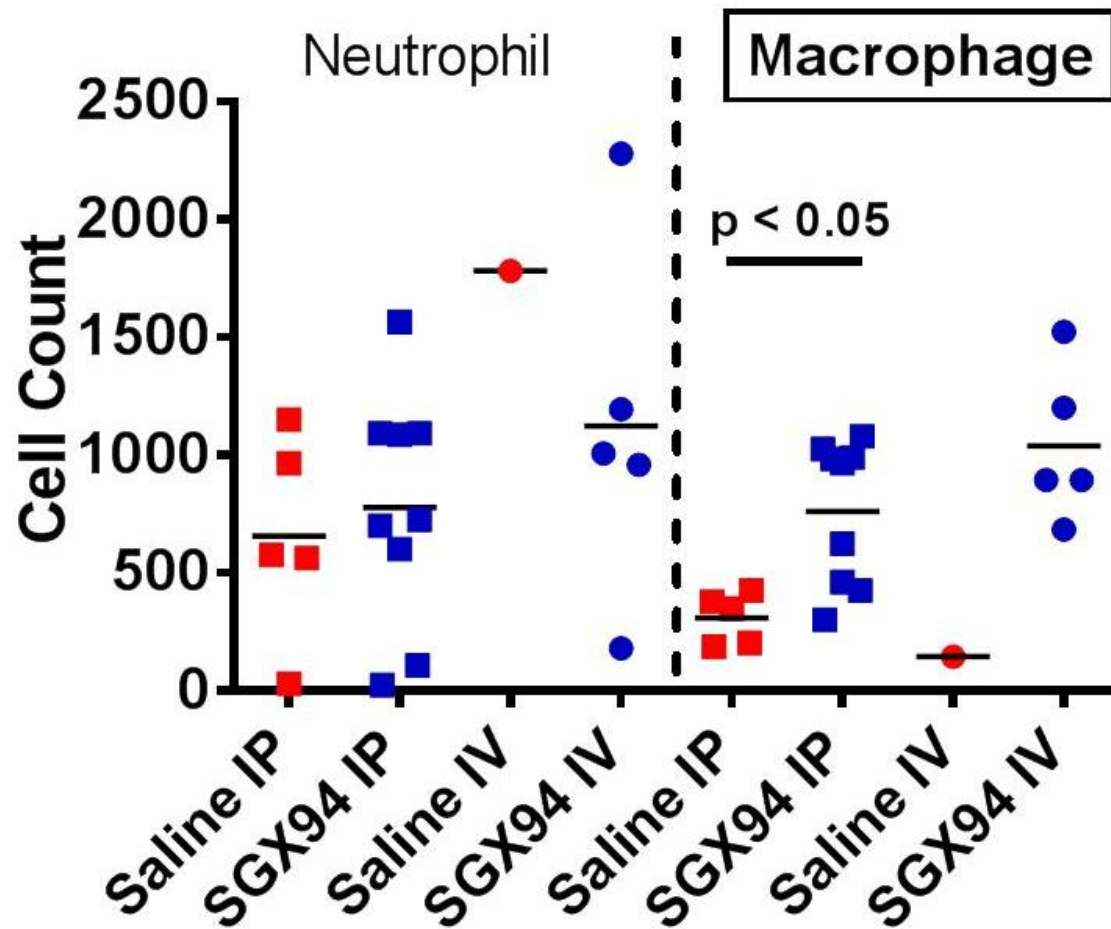 Neutrophil
Macrophage
2500
2000
1500
1000
500
0
Cell Count
p < 0.05
Saline IP
SGX94 IP
Saline IV
SGX94 IV
Saline IP
SGX94 IP
Saline IV
SGX94 IV